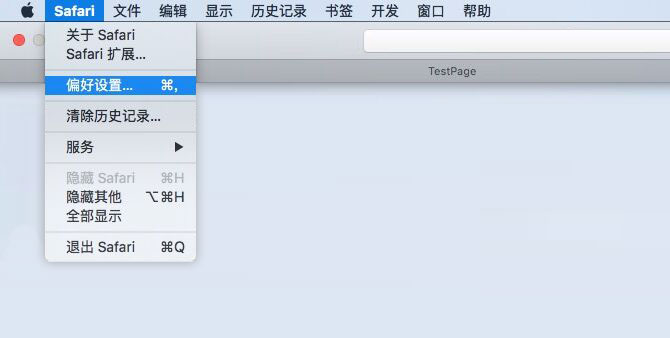 Safari 文件 编辑 显示 历史记录 书签 开发 窗口 帮助
关于 Safari
Safari 扩展...
TestPage
偏好设置... ⌘,
清除历史记录...
服务 ▶
隐藏 Safari ⌘H
隐藏其他 ⌥⌘H
全部显示
退出 Safari ⌘Q